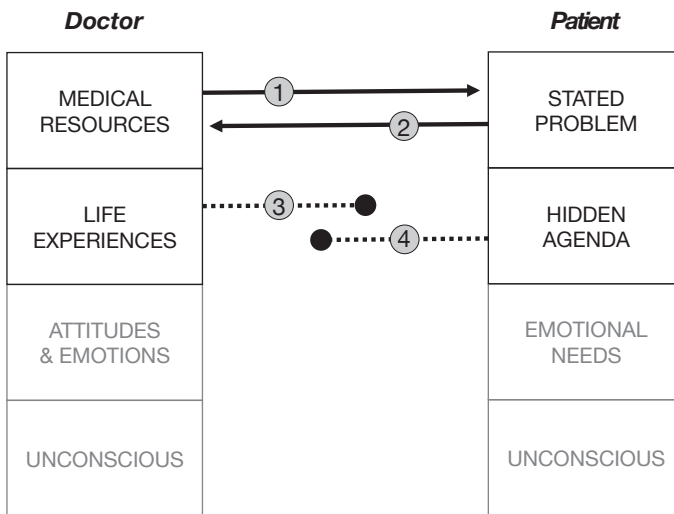 Doctor
Patient
MEDICAL
RESOURCES
1
2
STATED
PROBLEM
LIFE
EXPERIENCES
3
4
HIDDEN
AGENDA
ATTITUDES
& EMOTIONS
EMOTIONAL
NEEDS
UNCONSCIOUS
UNCONSCIOUS